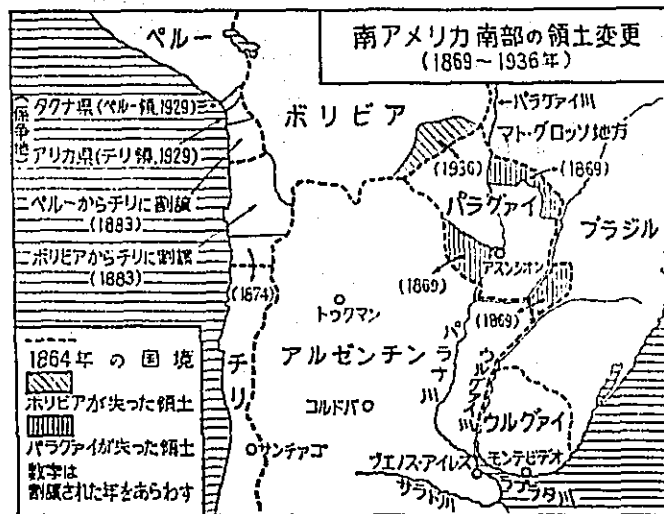 南アメリカ南部の領土変更
(1869〜1936年)
ペルー
タクナ県(ペルー領,1929)
(係争地)
アリカ県(チリ領,1929)
ペルーからチリに割譲
(1883)
ボリビアからチリに割譲
(1883)
(1874)
ボリビア
パラグァイ川
マト・グロッソ地方
(1936)
(1869)
パラグァイ
ブラジル
アスンシオン
(1869)
(1869)
トゥクマン
アルゼンチン
パラナ川
ウルグァイ川
チリ
コルドバ
ウルグァイ
サンチァゴ
ヴエノス・アイレス
モンテビデオ
ラプラタ川
サラド川
1864年の国境
ボリビアが失った領土
パラグァイが失った領土
数字は
割譲された年をあらわす